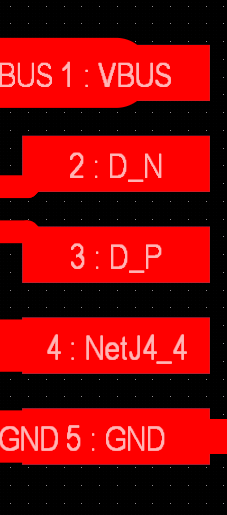 BUS 1 : VBUS
2 : D_N
3 : D_P
4 : NetJ4_4
GND 5 : GND